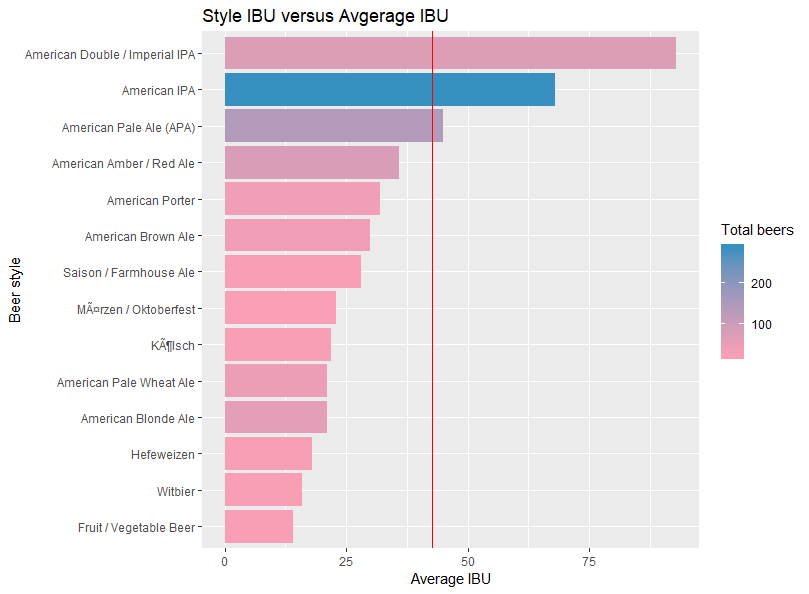 Style IBU versus Avgerage IBU
American Double / Imperial IPA
American IPA
American Pale Ale (APA)
American Amber / Red Ale
American Porter
American Brown Ale
Saison / Farmhouse Ale
MÃ¤rzen / Oktoberfest
KÃ¶lsch
American Pale Wheat Ale
American Blonde Ale
Hefeweizen
Witbier
Fruit / Vegetable Beer
Beer style
0 25 50 75
Average IBU
Total beers
200
100